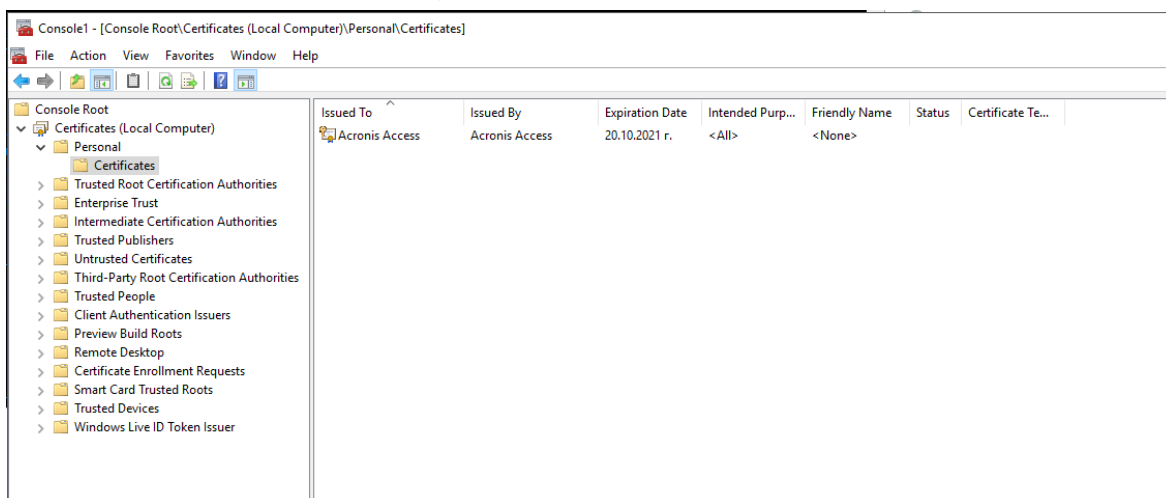 Console1 - [Console Root\Certificates (Local Computer)\Personal\Certificates]
File Action View Favorites Window Help
Console Root
Certificates (Local Computer)
Personal
Certificates
Trusted Root Certification Authorities
Enterprise Trust
Intermediate Certification Authorities
Trusted Publishers
Untrusted Certificates
Third-Party Root Certification Authorities
Trusted People
Client Authentication Issuers
Preview Build Roots
Remote Desktop
Certificate Enrollment Requests
Smart Card Trusted Roots
Trusted Devices
Windows Live ID Token Issuer
Issued To Issued By Expiration Date Intended Purp... Friendly Name Status Certificate Te...
Acronis Access Acronis Access 20.10.2021 г. <All> <None>